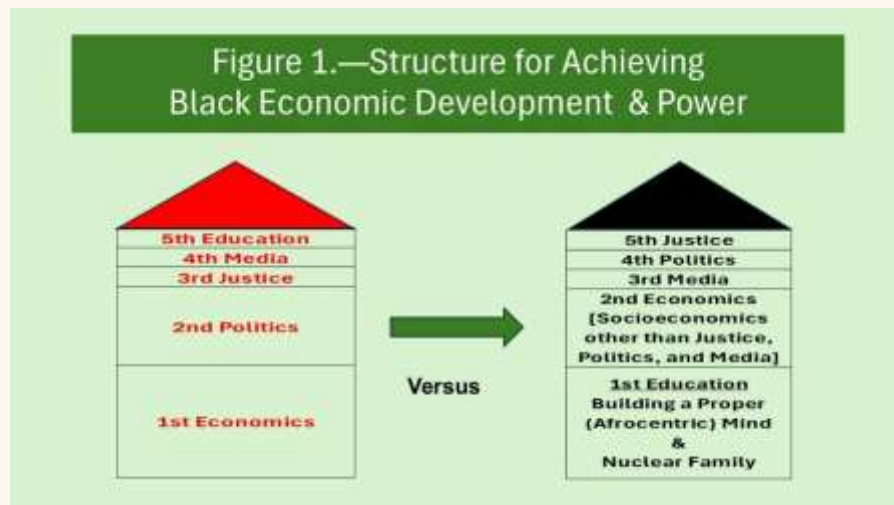 Figure 1.—Structure for Achieving
Black Economic Development & Power
5th Education
4th Media
3rd Justice
2nd Politics
1st Economics
Versus
5th Justice
4th Politics
3rd Media
2nd Economics
[Socioeconomics
other than Justice,
Politics, and Media]
1st Education
Building a Proper
(Afrocentric) Mind
&
Nuclear Family